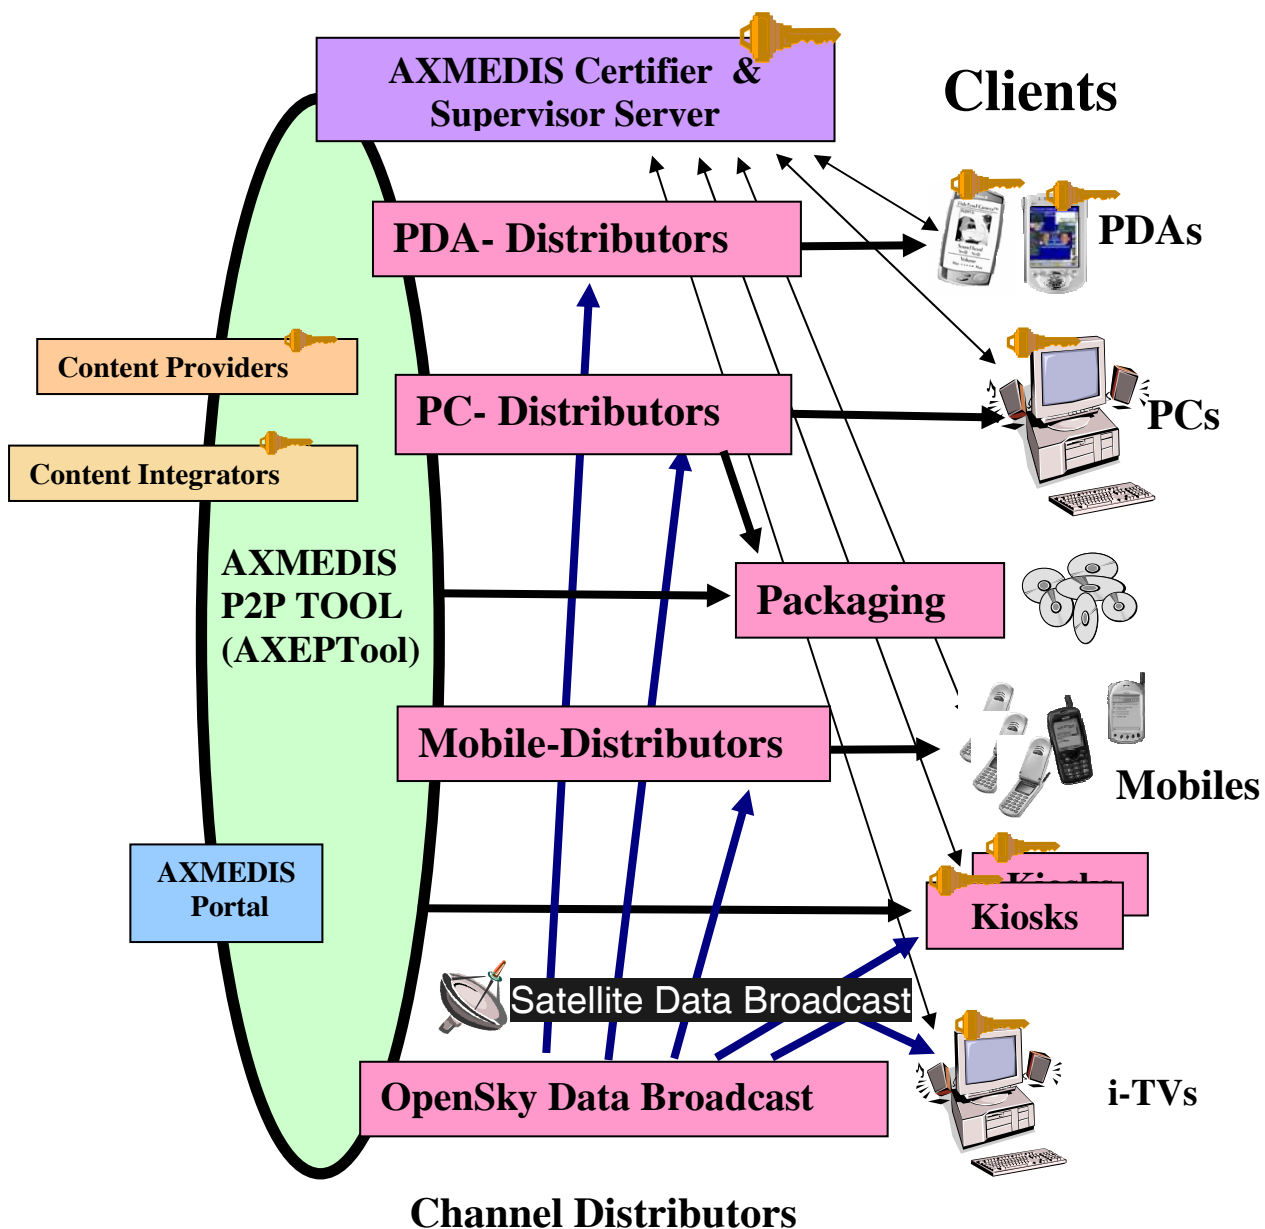 AXMEDIS Certifier &
Supervisor Server
Clients
PDA- Distributors
PDAs
Content Providers
PC- Distributors
PCs
Content Integrators
AXMEDIS
P2P TOOL
(AXEPTool)
Packaging
Mobile-Distributors
Mobiles
AXMEDIS
Portal
Kiosks
Kiosks
Satellite Data Broadcast
OpenSky Data Broadcast
i-TVs
Channel Distributors